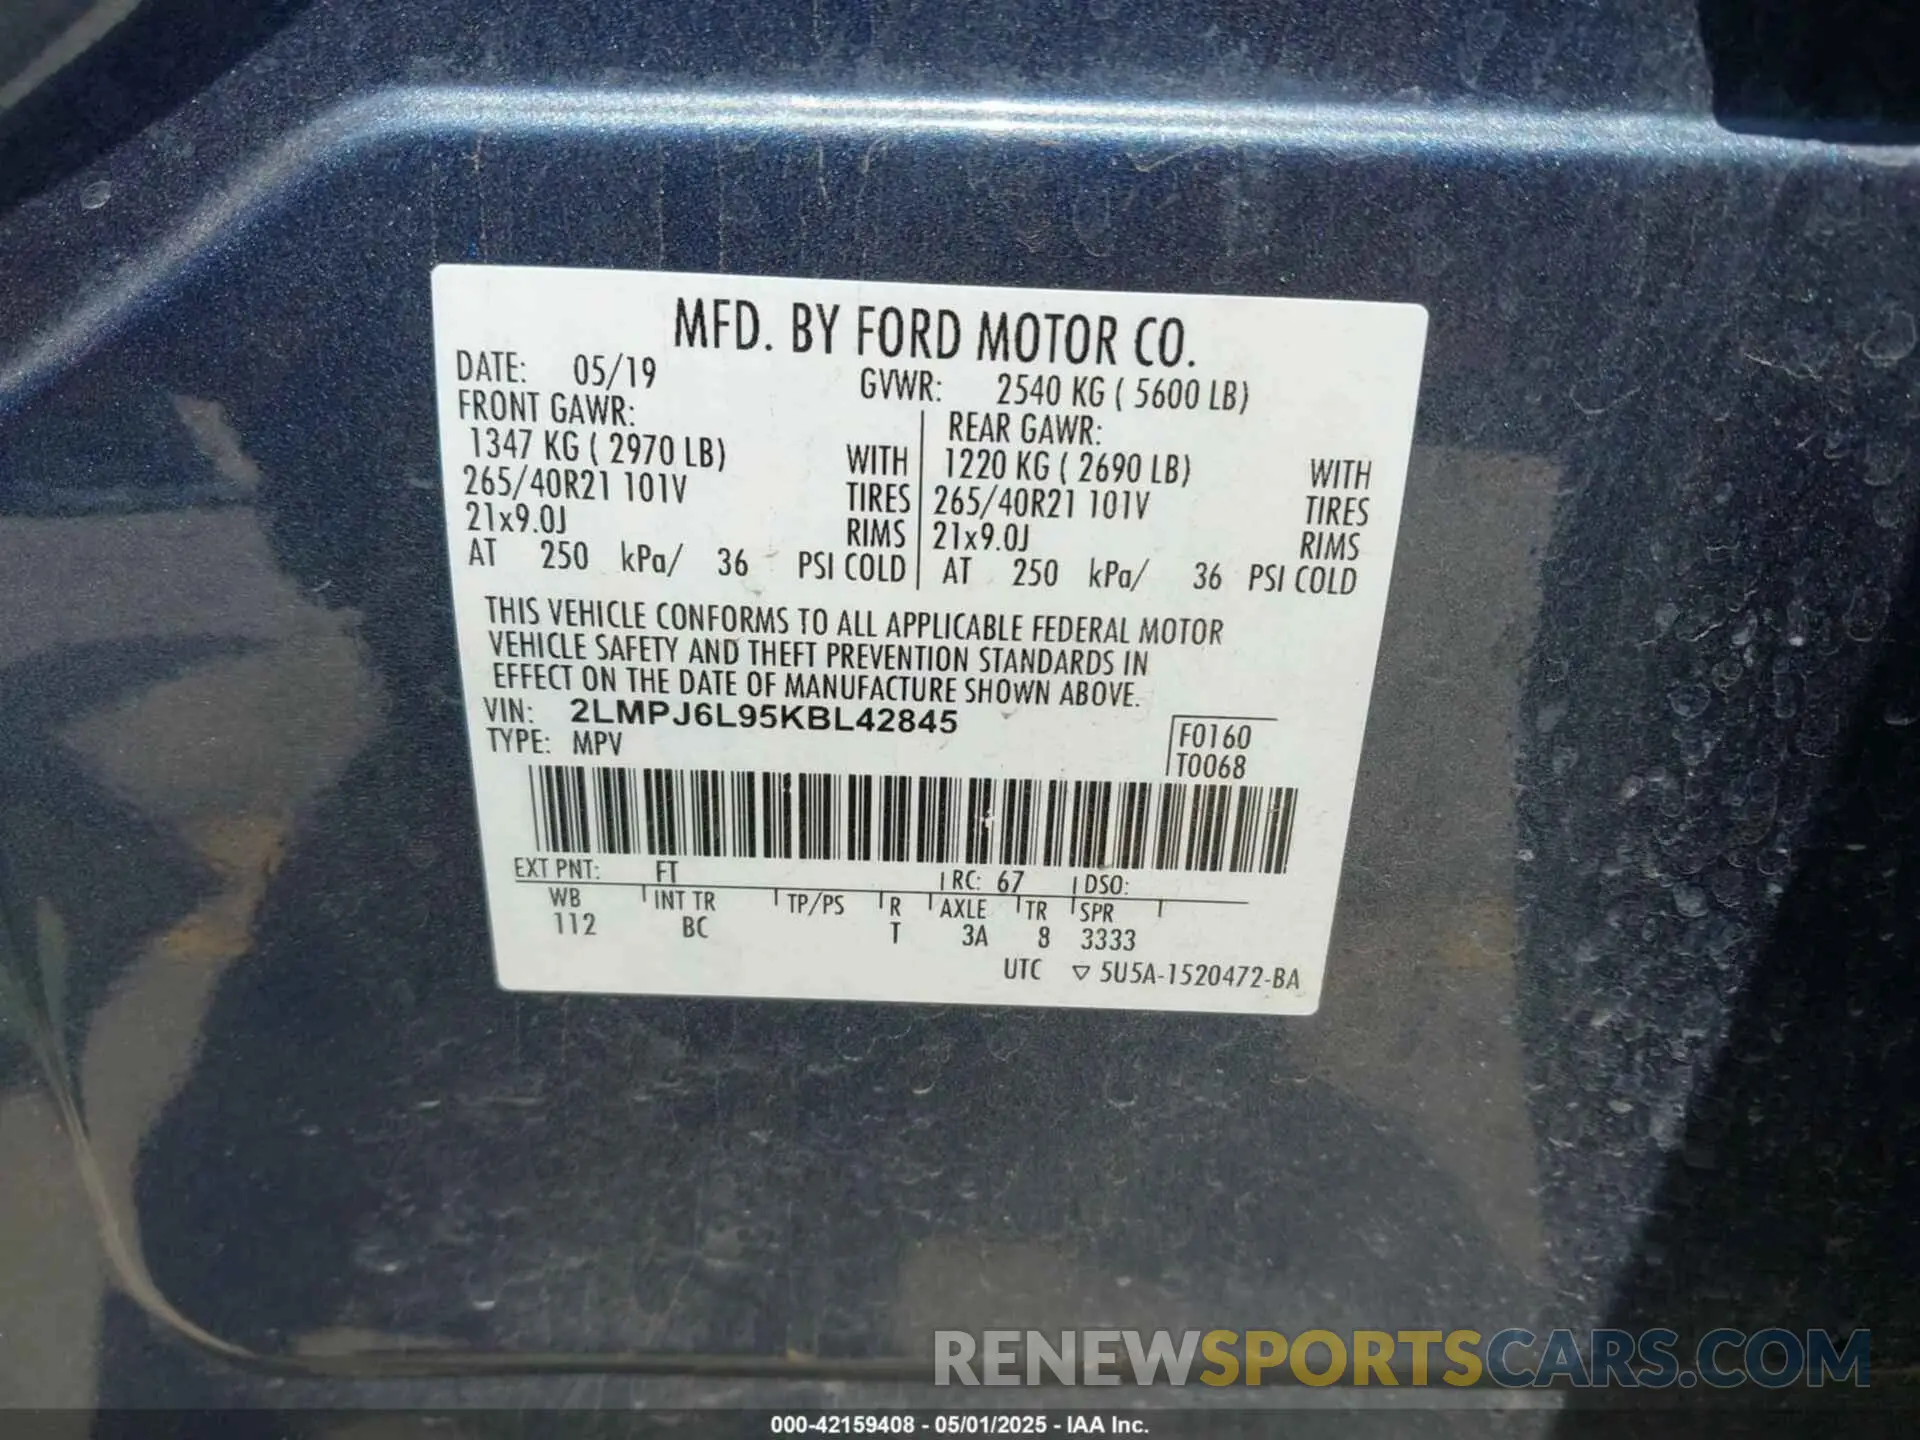 MFD. BY FORD MOTOR CO.
DATE: 05/19 GVWR: 2540 KG ( 5600 LB)
FRONT GAWR: REAR GAWR:
1347 KG ( 2970 LB) WITH 1220 KG ( 2690 LB) WITH
265/40R21 101V TIRES 265/40R21 101V TIRES
21x9.0J RIMS 21x9.0J RIMS
AT 250 kPa/ 36 PSI COLD AT 250 kPa/ 36 PSI COLD
THIS VEHICLE CONFORMS TO ALL APPLICABLE FEDERAL MOTOR
VEHICLE SAFETY AND THEFT PREVENTION STANDARDS IN
EFFECT ON THE DATE OF MANUFACTURE SHOWN ABOVE.
VIN: 2LMPJ6L95KBL42845
TYPE: MPV
F0160
T0068
EXT PNT: FT RC: 67 DSO:
WB INT TR TP/PS R AXLE TR SPR
112 BC T 3A 8 3333
UTC ▽ 5U5A-1520472-BA
RENEWSPORTSCARS.COM
000-42159408 - 05/01/2025 - IAA Inc.